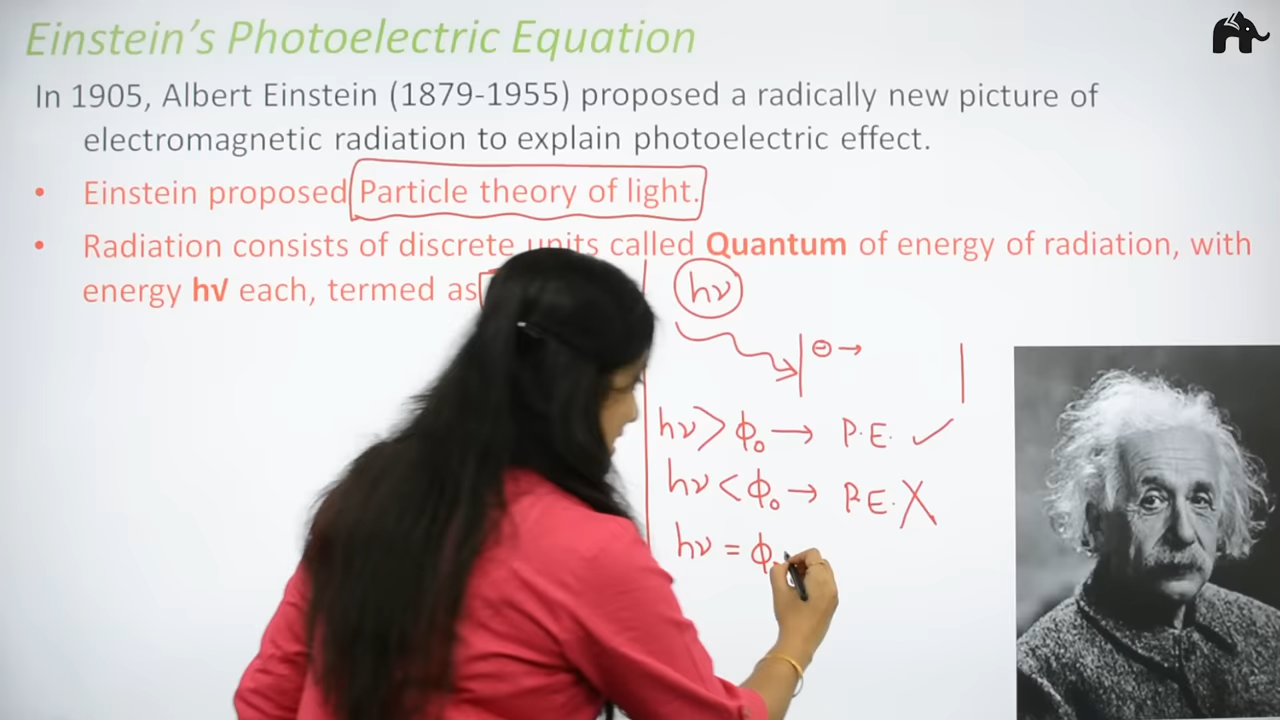 Einstein's Photoelectric Equation
In 1905, Albert Einstein (1879-1955) proposed a radically new picture of
electromagnetic radiation to explain photoelectric effect.
• Einstein proposed Particle theory of light.
• Radiation consists of discrete units called Quantum of energy of radiation, with
energy hν each, termed as
hν
⊖→
hν > ϕ₀ → P.E. ✓
hν < ϕ₀ → P.E. X
hν = ϕ